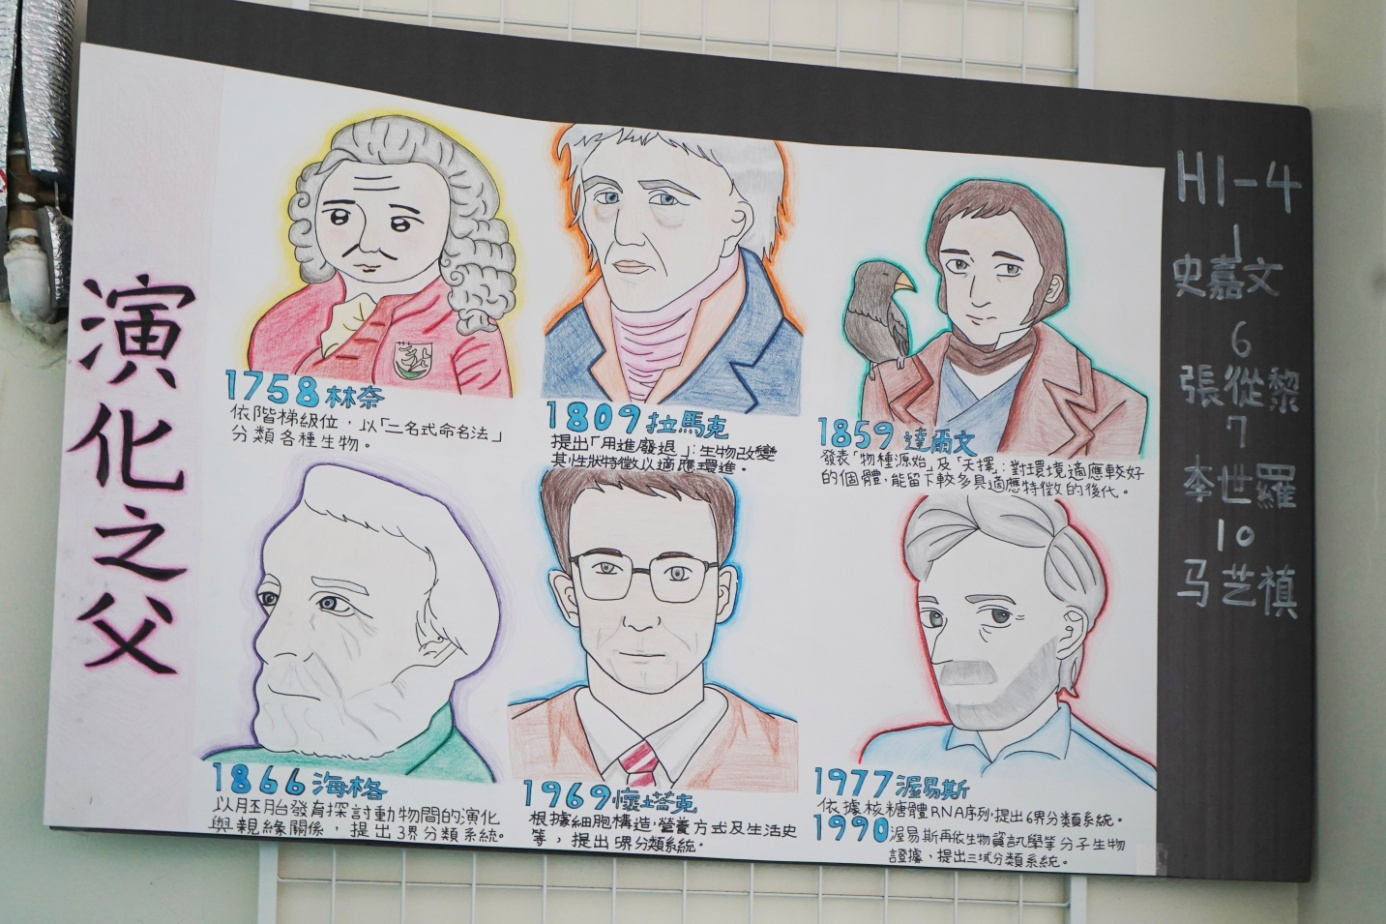 演化之父
1758 林奈
依階梯級位，以「二名式命名法」
分類各種生物。
1809 拉馬克
提出「用進廢退」：生物改變
其性狀特徵以適應環進。
1859 達爾文
發表「物種源始」及「天擇」：對環境適應較好
的個體，能留下較多具適應特徵的後代。
1866 海格
以胚胎發育探討動物間的演化
與親緣關係，提出3界分類系統。
1969 懷塔克
根據細胞構造，營養方式及生活史
等，提出5界分類系統．
1977 渥易斯
依據核糖體RNA序列，提出6界分類系統。
1990 渥易斯再依生物資訊學等分子生物
證據、提出三域分類系統。
H1-4
1
史嘉文
6
張從黎
7
李世羅
10
马艺禛